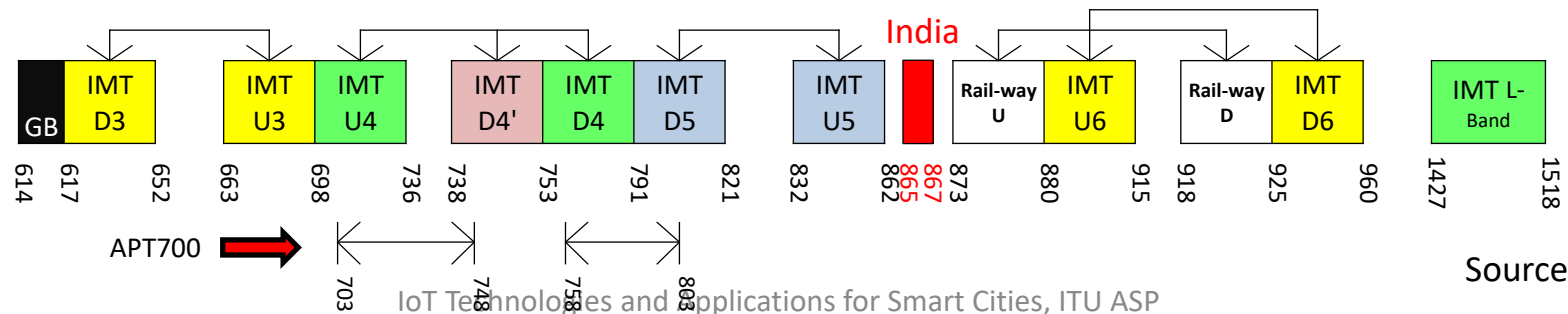 India
GB
IMT
D3
IMT
U3
IMT
U4
IMT
D4'
IMT
D4
IMT
D5
IMT
U5
Rail-way
U
IMT
U6
Rail-way
D
IMT
D6
IMT L-
Band
614
617
652
663
698
736
738
753
791
821
832
862
865
867
873
880
915
918
925
960
1427
1518
APT700
703
748
758
803
Source
IoT Technologies and Applications for Smart Cities, ITU ASP